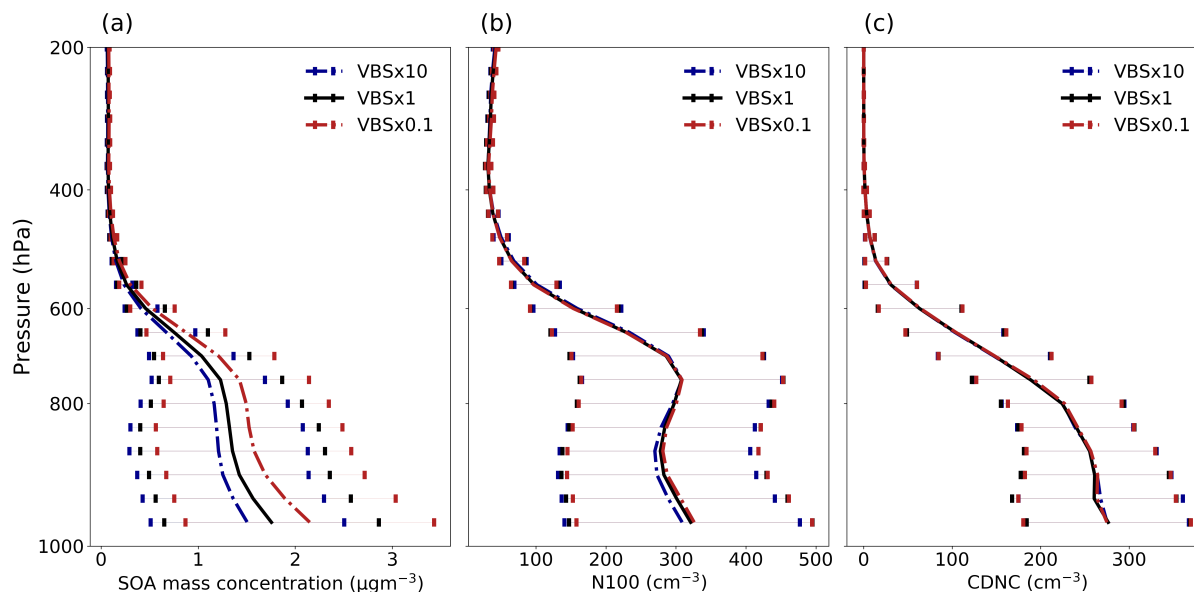 (a)
(b)
(c)
VBSx10
VBSx1
VBSx0.1
VBSx10
VBSx1
VBSx0.1
VBSx10
VBSx1
VBSx0.1
Pressure (hPa)
200
400
600
800
1000
0 1 2 3
SOA mass concentration (μgm⁻³)
100 200 300 400 500
N100 (cm⁻³)
0 100 200 300
CDNC (cm⁻³)